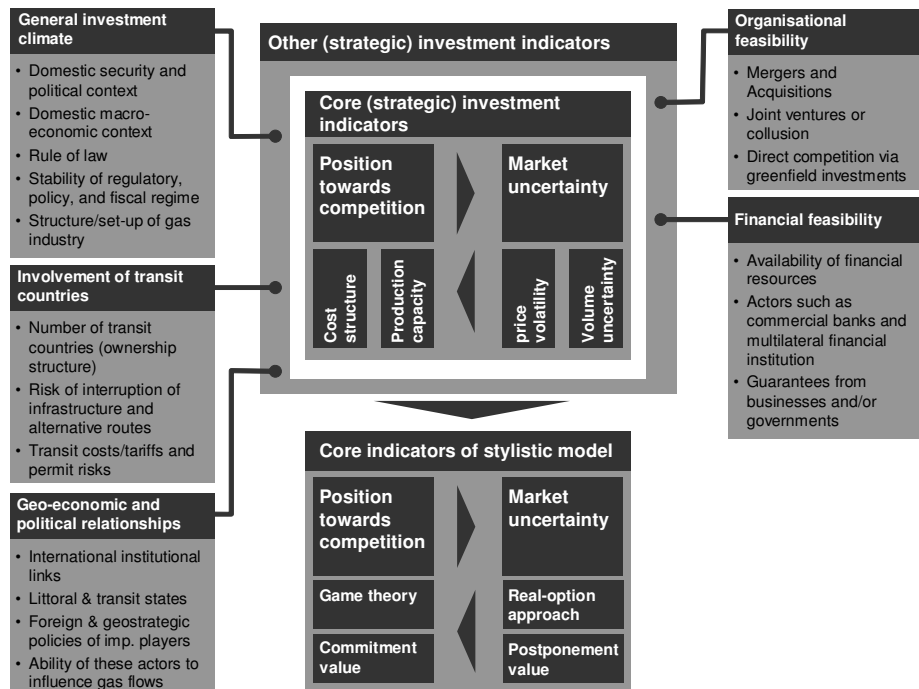 General investment
climate
• Domestic security and
political context
• Domestic macro-
economic context
• Rule of law
• Stability of regulatory,
policy, and fiscal regime
• Structure/set-up of gas
industry
Involvement of transit
countries
• Number of transit
countries (ownership
structure)
• Risk of interruption of
infrastructure and
alternative routes
• Transit costs/tariffs and
permit risks
Geo-economic and
political relationships
• International institutional
links
• Littoral & transit states
• Foreign & geostrategic
policies of imp. players
• Ability of these actors to
influence gas flows
Other (strategic) investment indicators
Core (strategic) investment
indicators
Position
towards
competition
Market
uncertainty
Cost
structure
Production
capacity
price
volatility
Volume
uncertainty
Core indicators of stylistic model
Position
towards
competition
Market
uncertainty
Game theory
Real-option
approach
Commitment
value
Postponement
value
Organisational
feasibility
• Mergers and
Acquisitions
• Joint ventures or
collusion
• Direct competition via
greenfield investments
Financial feasibility
• Availability of financial
resources
• Actors such as
commercial banks and
multilateral financial
institution
• Guarantees from
businesses and/or
governments